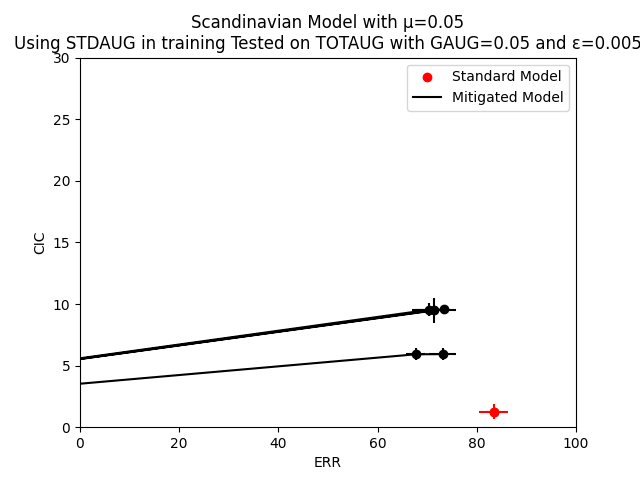 Scandinavian Model with μ=0.05
Using STDAUG in training Tested on TOTAUG with GAUG=0.05 and ε=0.005
30
25
20
15
10
5
0
CIC
Standard Model
Mitigated Model
0 20 40 60 80 100
ERR